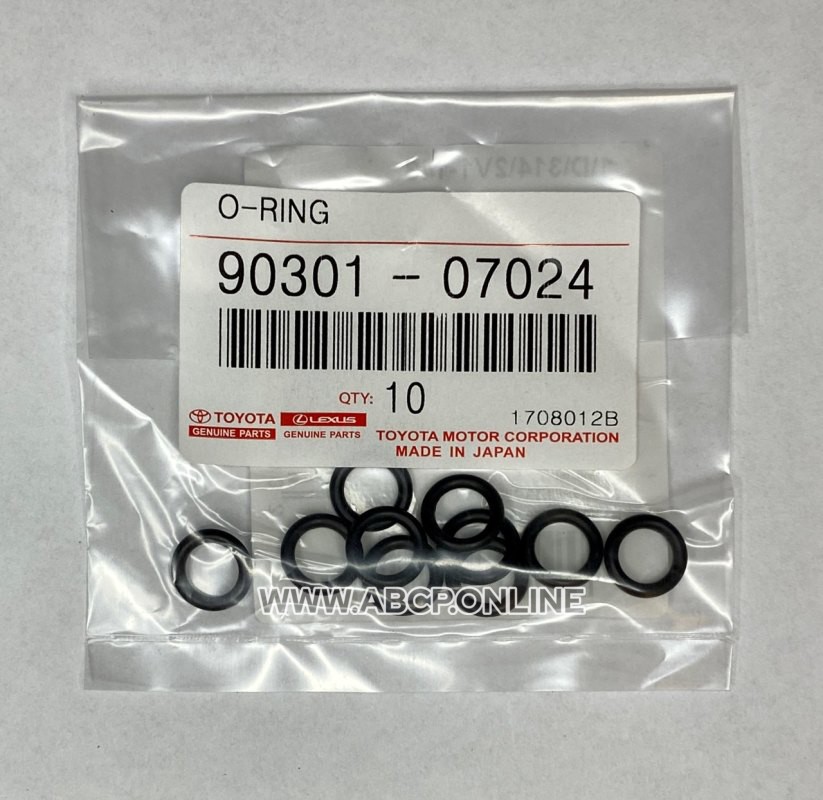 O-RING
90301-07024
QTY: 10
1708012B
TOYOTA
GENUINE PARTS
LEXUS
GENUINE PARTS
TOYOTA MOTOR CORPORATION
MADE IN JAPAN
WWW.ABCP.ONLINE